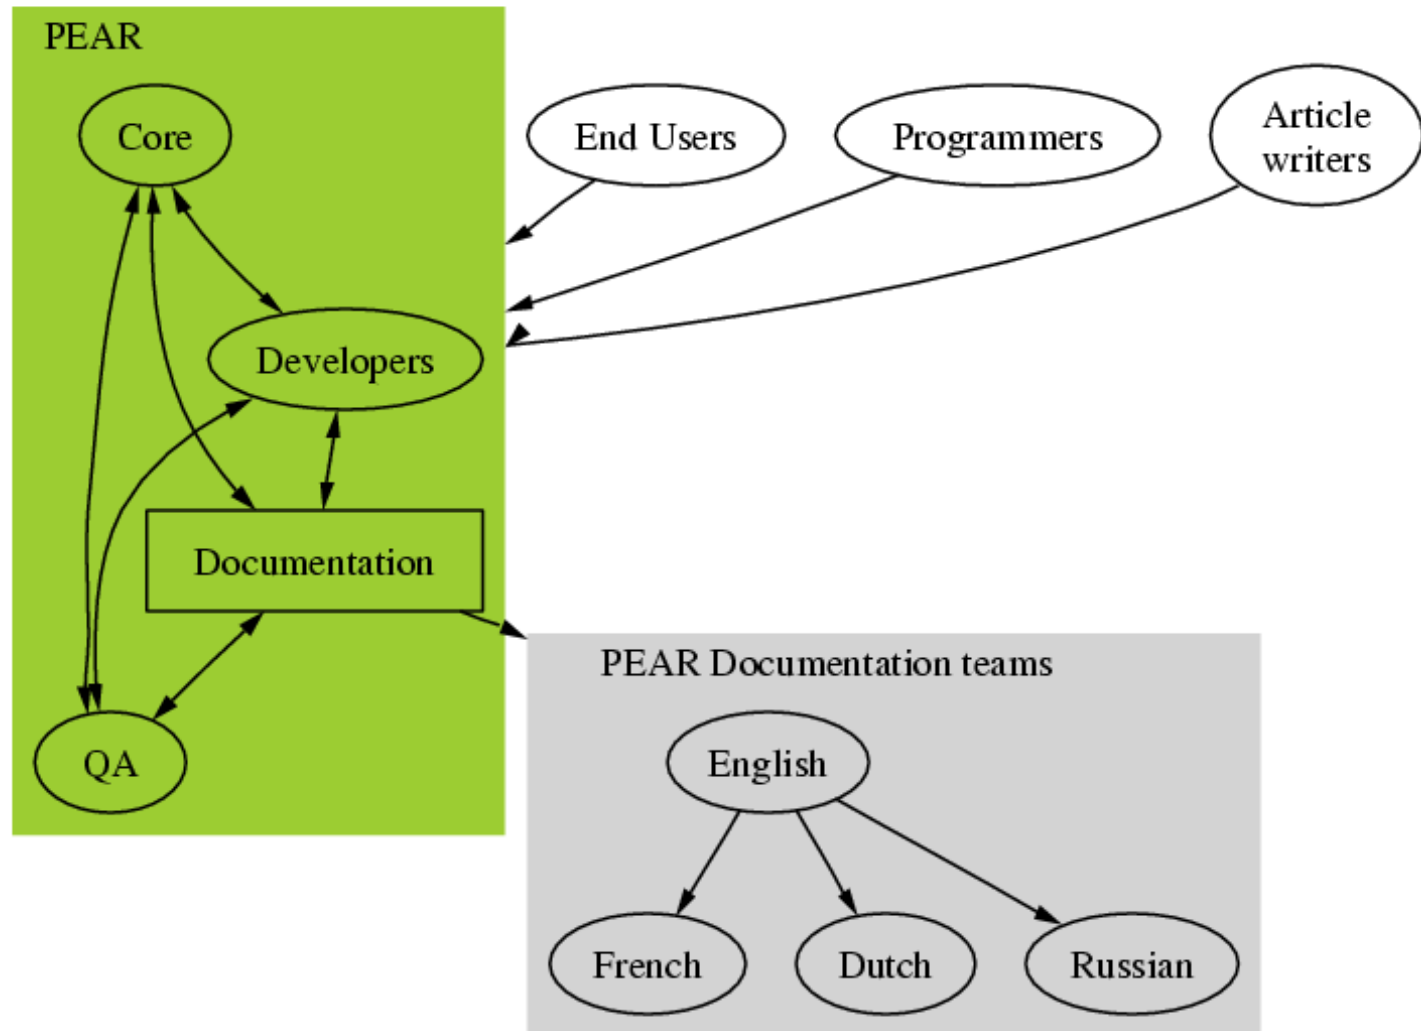 PEAR
Core
End Users
Programmers
Article
writers
Developers
Documentation
PEAR Documentation teams
QA
English
French
Dutch
Russian